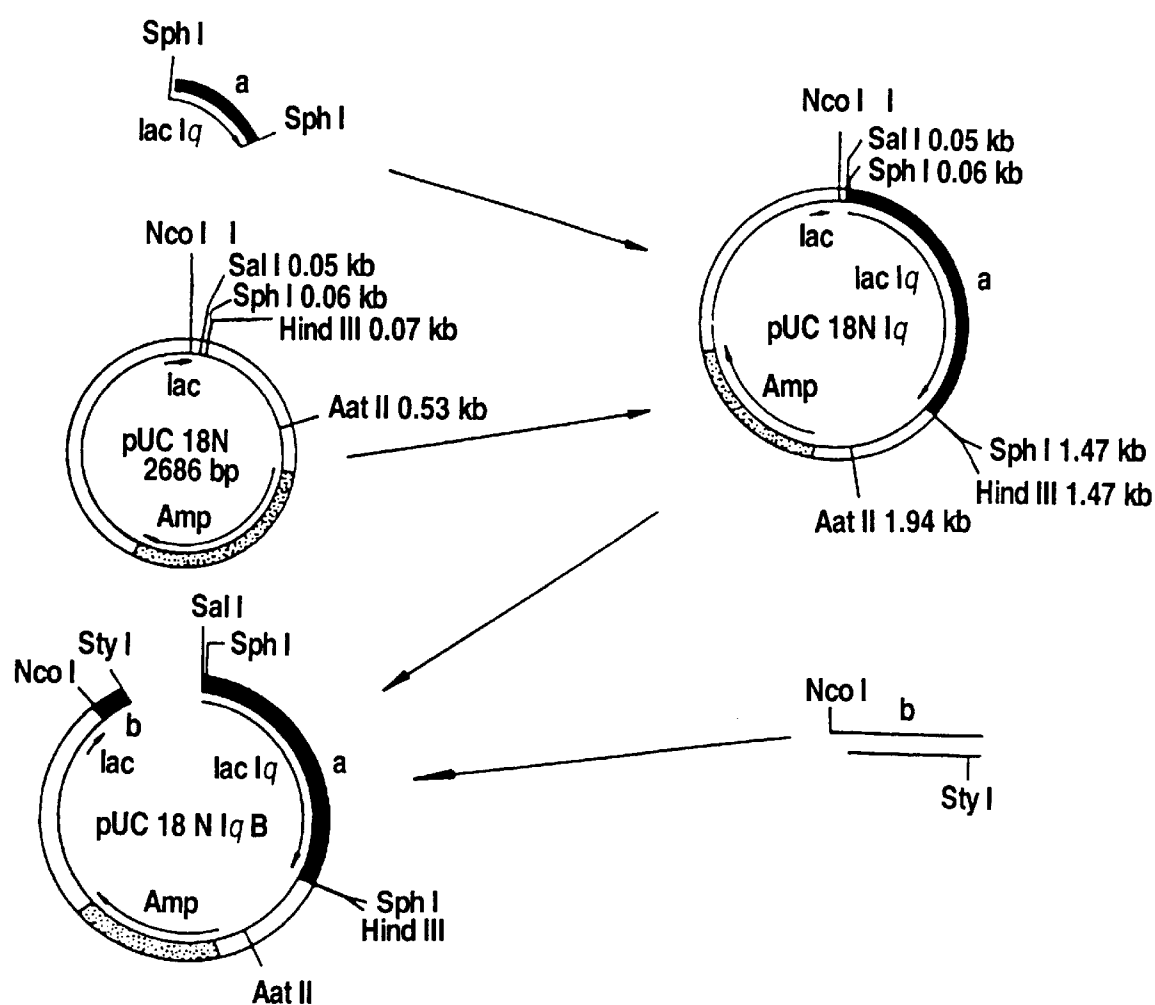 Sph I
a
lac Iq
Sph I
Nco I I
Sal I 0.05 kb
Sph I 0.06 kb
Hind III 0.07 kb
lac
Aat II 0.53 kb
pUC 18N
2686 bp
Amp
Nco I I
Sal I 0.05 kb
Sph I 0.06 kb
lac
lac Iq
a
pUC 18N Iq
Amp
Sph I 1.47 kb
Hind III 1.47 kb
Aat II 1.94 kb
Sal I
Sty I
Sph I
Nco I
b
lac
lac Iq
a
pUC 18 N Iq B
Amp
Sph I
Hind III
Aat II
Nco I
b
Sty I